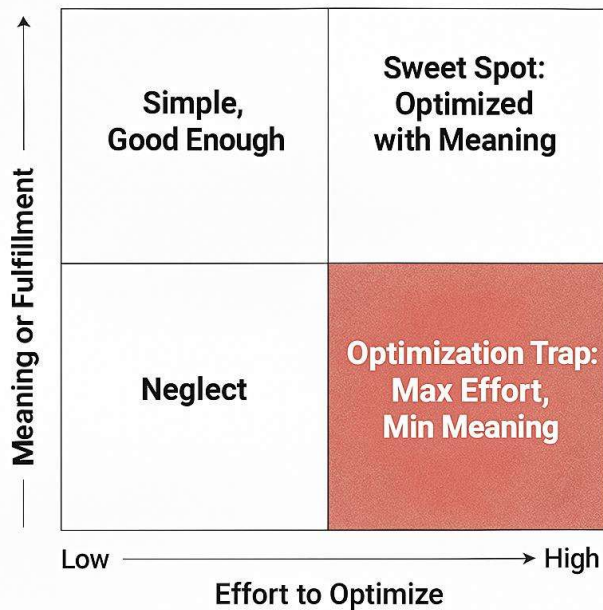 Meaning or Fulfillment
Simple,
Good Enough
Sweet Spot:
Optimized
with Meaning
Neglect
Optimization Trap:
Max Effort,
Min Meaning
Low
High
Effort to Optimize